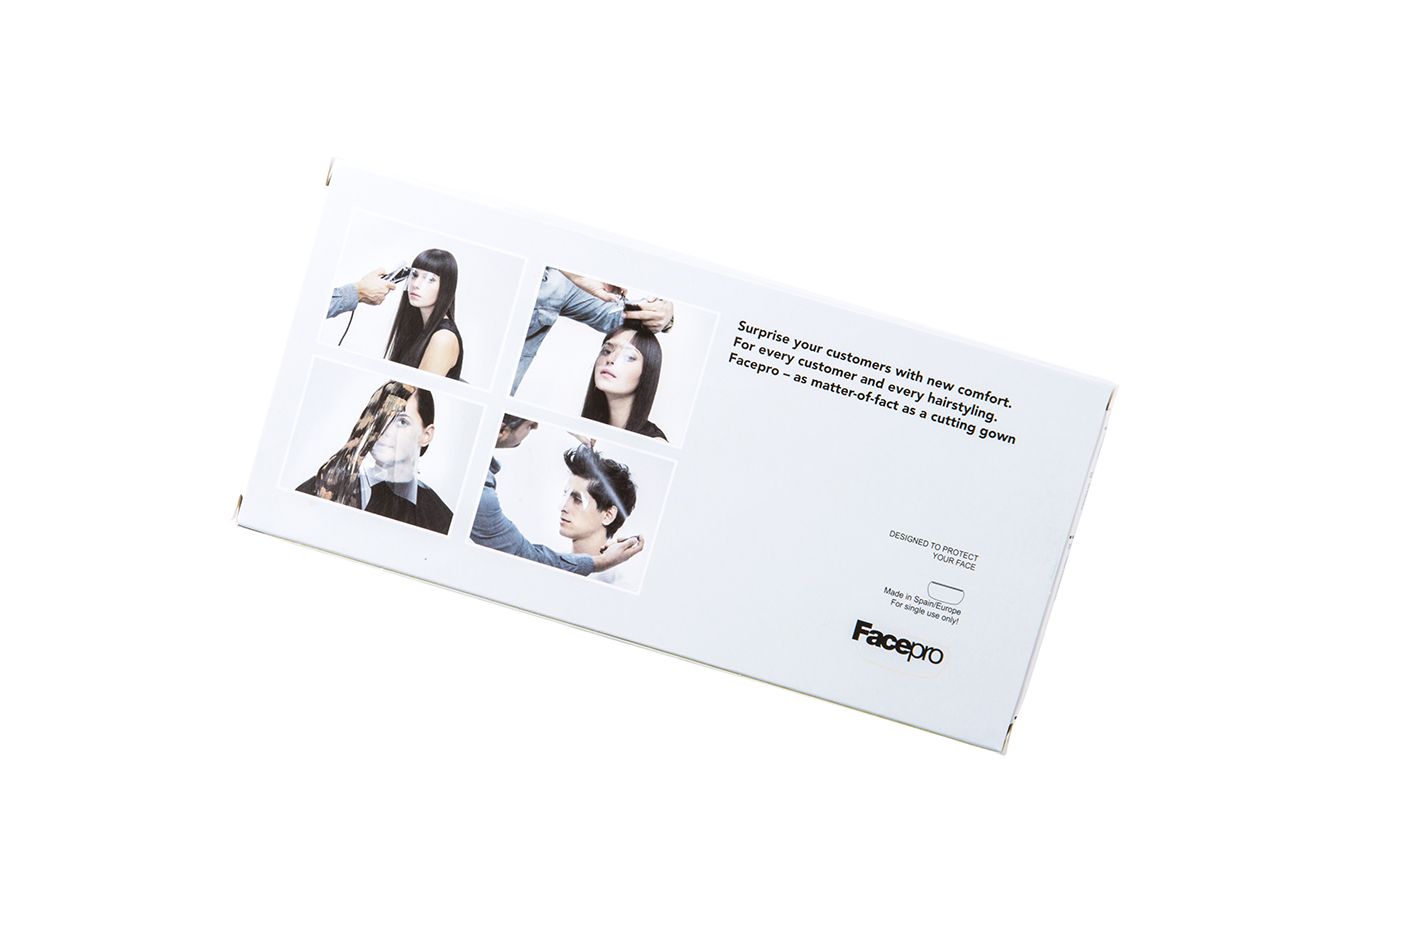 Surprise your customers with new comfort.
For every customer and every hairstyling.
Facepro – as matter-of-fact as a cutting gown
DESIGNED TO PROTECT
YOUR FACE
Made in Spain/Europe
For single use only!
Facepro